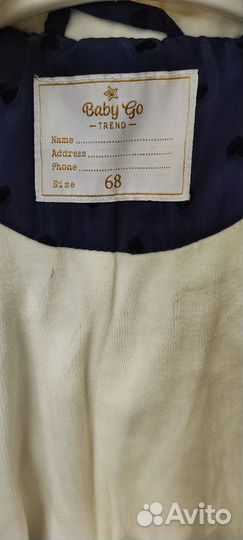 Baby Go
— TREND —
Name
Address
Phone
Size 68
Avito